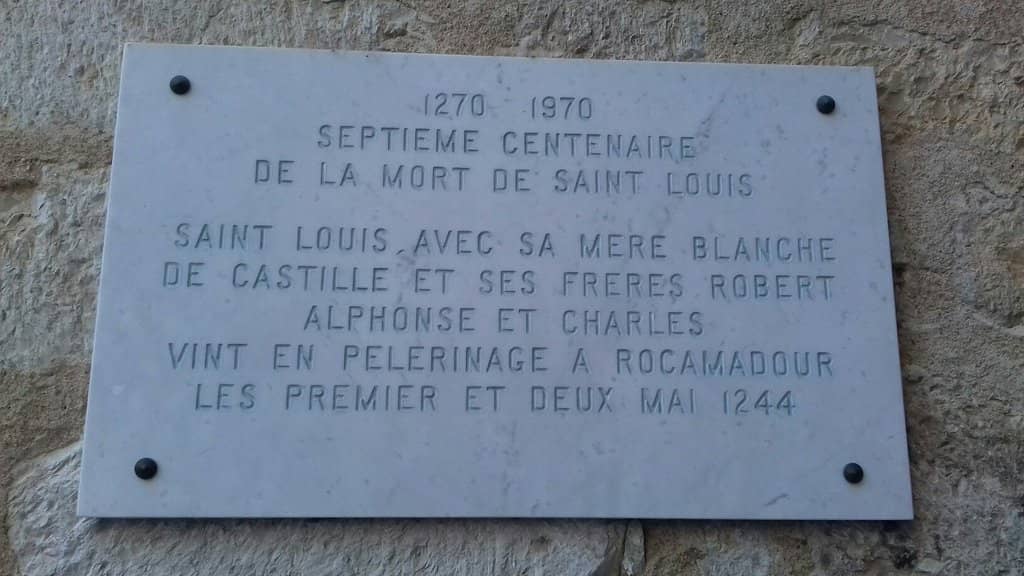 1270 1970
SEPTIEME CENTENAIRE
DE LA MORT DE SAINT LOUIS
SAINT LOUIS, AVEC SA MERE BLANCHE
DE CASTILLE ET SES FRERES ROBERT
ALPHONSE ET CHARLES
VINT EN PELERINAGE A ROCAMADOUR
LES PREMIER ET DEUX MAI 1244